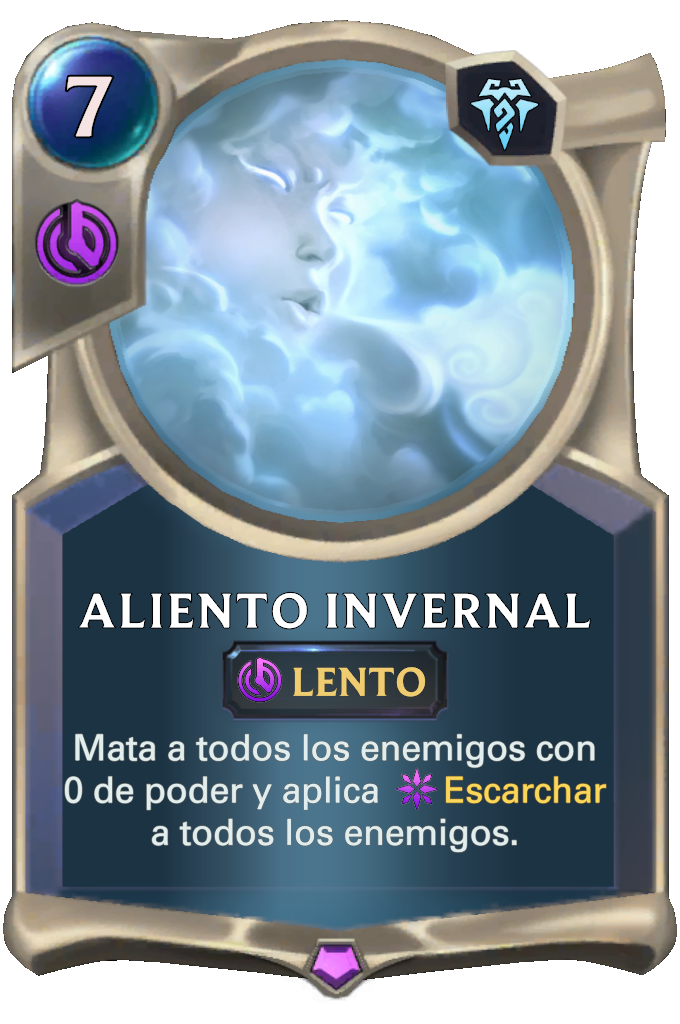 7
ALIENTO INVERNAL
LENTO
Mata a todos los enemigos con
0 de poder y aplica Escarchar
a todos los enemigos.